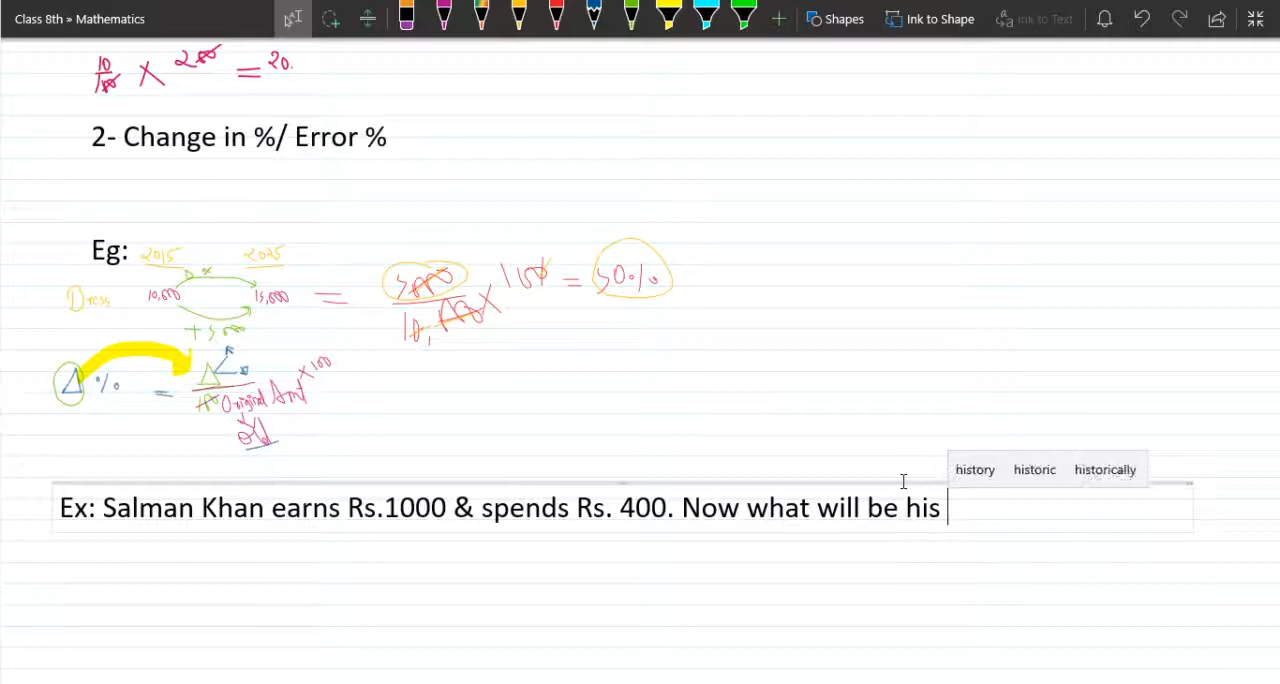 Class 8th » Mathematics
Shapes
Ink to Shape
Ink to Text
10/100 × 200 = 20.
2- Change in %/ Error %
Eg:
2015 2025
%
Dress 10,000 15,000 = 5000/10,000 × 100 = 50%
+ 5,000
Δ % = Δ/Original Amt × 100
Old
history historic historically
Ex: Salman Khan earns Rs.1000 & spends Rs. 400. Now what will be his